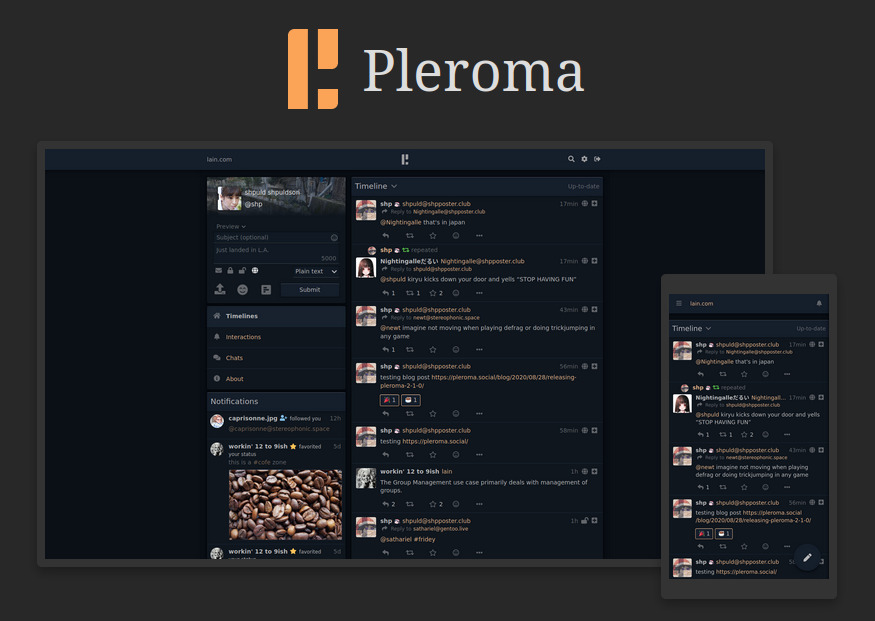 Pleroma
lain.com
shpuld shpuldson
@shp
Preview
Subject (optional)
Just landed in L.A.
5000
Plain text
Submit
Timelines
Interactions
Chats
About
Notifications
caprisonne.jpg followed you 12h
@caprisonne@stereophonic.space
workin' 12 to 9ish favorited 5d
your status
this is a #cofe zone
workin' 12 to 9ish favorited 5d
Timeline Up-to-date
shp shpuld@shpposter.club 17min
Reply to Nightingalle@shpposter.club
@Nightingalle that's in japan
shp repeated
Nightingalleだるい Nightingalle@shpposter.club 17min
Reply to shpuld@shpposter.club
@shpuld kiryu kicks down your door and yells "STOP HAVING FUN"
1 1 2
shp shpuld@shpposter.club 43min
Reply to newt@stereophonic.space
@newt imagine not moving when playing defrag or doing trickjumping in
any game
1
shp shpuld@shpposter.club 56min
testing blog post https://pleroma.social/blog/2020/08/28/releasing-
pleroma-2-1-0/
1 1
shp shpuld@shpposter.club 58min
testing https://pleroma.social/
workin' 12 to 9ish lain 1h
The Group Management use case primarily deals with management of
groups.
2 2
shp shpuld@shpposter.club 1h
Reply to sathariel@gentoo.live
@sathariel #fridey
lain.com
Timeline Up-to-date
shp shpuld@shpposter.club 17min
Reply to Nightingalle@shpposter.club
@Nightingalle that's in japan
shp repeated
Nightingalleだるい Nightingall... 17min
Reply to shpuld@shpposter.club
@shpuld kiryu kicks down your door and yells
"STOP HAVING FUN"
1 1 2
shp shpuld@shpposter.club 43min
Reply to newt@stereophonic.space
@newt imagine not moving when playing
defrag or doing trickjumping in any game
1
shp shpuld@shpposter.club 56min
testing blog post https://pleroma.social
/blog/2020/08/28/releasing-pleroma-2-1-0/
1 1
shp shpuld@shpposter.club
testing https://pleroma.social/